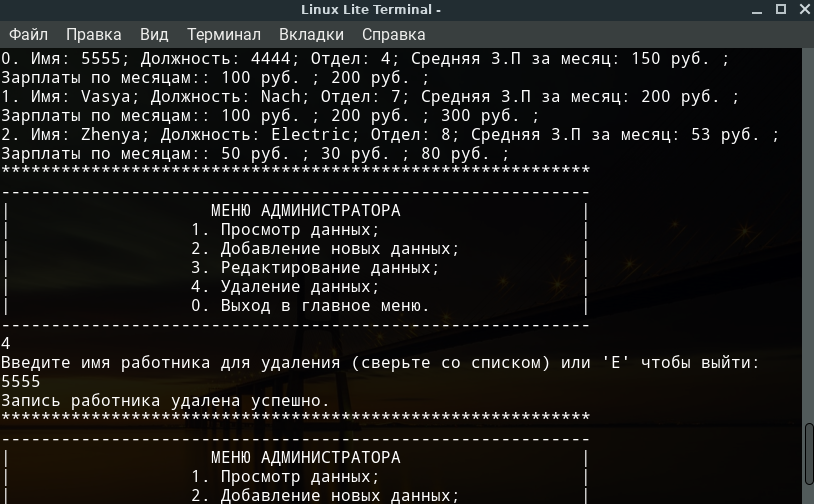 Linux Lite Terminal -
Файл Правка Вид Терминал Вкладки Справка
0. Имя: 5555; Должность: 4444; Отдел: 4; Средняя З.П за месяц: 150 руб. ;
Зарплаты по месяцам:: 100 руб. ; 200 руб. ;
1. Имя: Vasya; Должность: Nach; Отдел: 7; Средняя З.П за месяц: 200 руб. ;
Зарплаты по месяцам:: 100 руб. ; 200 руб. ; 300 руб. ;
2. Имя: Zhenya; Должность: Electric; Отдел: 8; Средняя З.П за месяц: 53 руб. ;
Зарплаты по месяцам:: 50 руб. ; 30 руб. ; 80 руб. ;
***********************************************************
-----------------------------------------------------------
| МЕНЮ АДМИНИСТРАТОРА |
| 1. Просмотр данных; |
| 2. Добавление новых данных; |
| 3. Редактирование данных; |
| 4. Удаление данных; |
| 0. Выход в главное меню. |
-----------------------------------------------------------
4
Введите имя работника для удаления (сверьте со списком) или 'E' чтобы выйти:
5555
Запись работника удалена успешно.
***********************************************************
-----------------------------------------------------------
| МЕНЮ АДМИНИСТРАТОРА |
| 1. Просмотр данных; |
| 2. Добавление новых данных; |